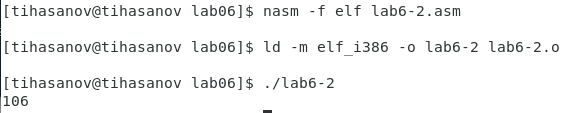 [tihasanov@tihasanov lab06]$ nasm -f elf lab6-2.asm
[tihasanov@tihasanov lab06]$ ld -m elf_i386 -o lab6-2 lab6-2.o
[tihasanov@tihasanov lab06]$ ./lab6-2
106